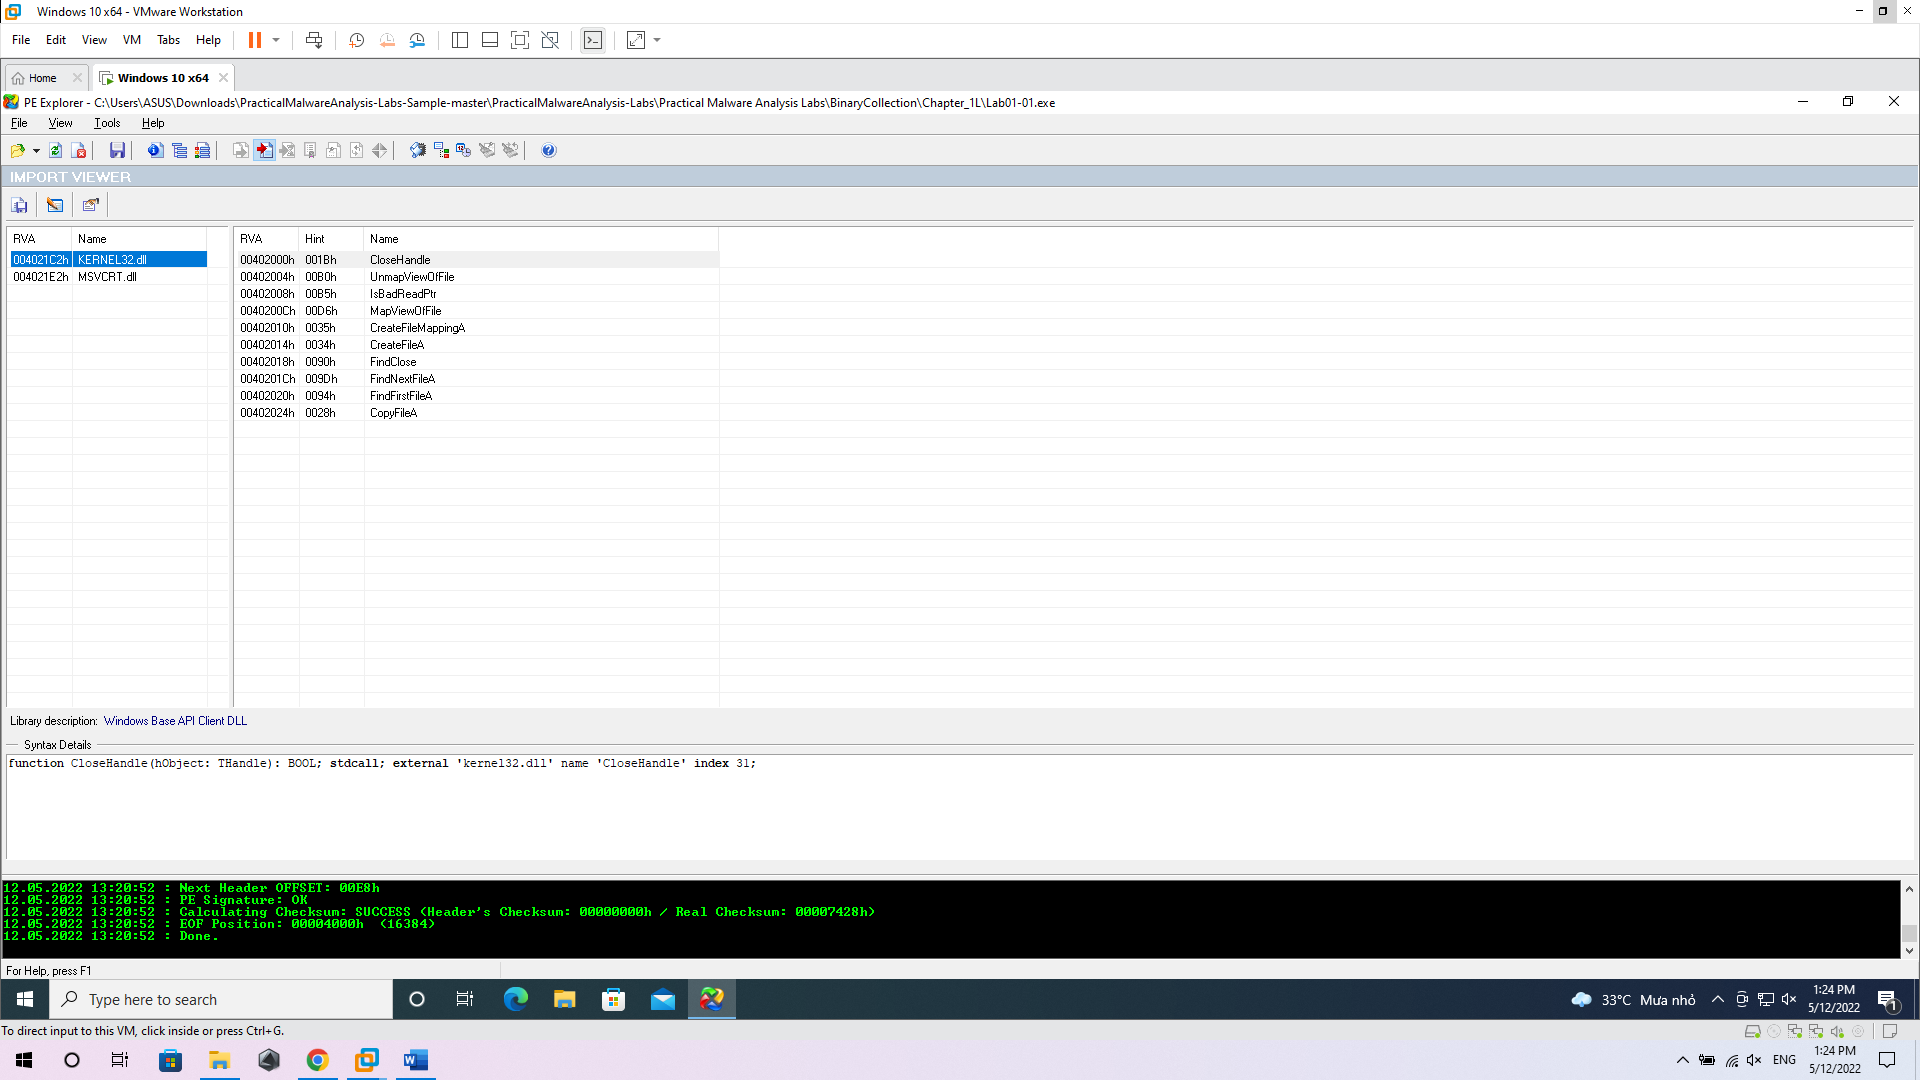 Windows 10 x64 - VMware Workstation
File Edit View VM Tabs Help
Home Windows 10 x64
PE Explorer - C:\Users\ASUS\Downloads\PracticalMalwareAnalysis-Labs-Sample-master\PracticalMalwareAnalysis-Labs\Practical Malware Analysis Labs\BinaryCollection\Chapter_1L\Lab01-01.exe
File View Tools Help
IMPORT VIEWER
RVA Name RVA Hint Name
004021C2h KERNEL32.dll 00402000h 001Bh CloseHandle
004021E2h MSVCRT.dll 00402004h 00B0h UnmapViewOfFile
00402008h 00B5h IsBadReadPtr
0040200Ch 00D6h MapViewOfFile
00402010h 0035h CreateFileMappingA
00402014h 0034h CreateFileA
00402018h 0090h FindClose
0040201Ch 009Dh FindNextFileA
00402020h 0094h FindFirstFileA
00402024h 0028h CopyFileA
Library description: Windows Base API Client DLL
Syntax Details
function CloseHandle(hObject: THandle): BOOL; stdcall; external 'kernel32.dll' name 'CloseHandle' index 31;
12.05.2022 13:20:52 : Next Header OFFSET: 00E8h
12.05.2022 13:20:52 : PE Signature: OK
12.05.2022 13:20:52 : Calculating Checksum: SUCCESS (Header's Checksum: 00000000h / Real Checksum: 00007428h)
12.05.2022 13:20:52 : EOF Position: 00004000h (16384)
12.05.2022 13:20:52 : Done.
For Help, press F1
Type here to search
33°C Mưa nhỏ
1:24 PM
5/12/2022
1
To direct input to this VM, click inside or press Ctrl+G.
ENG
1:24 PM
5/12/2022